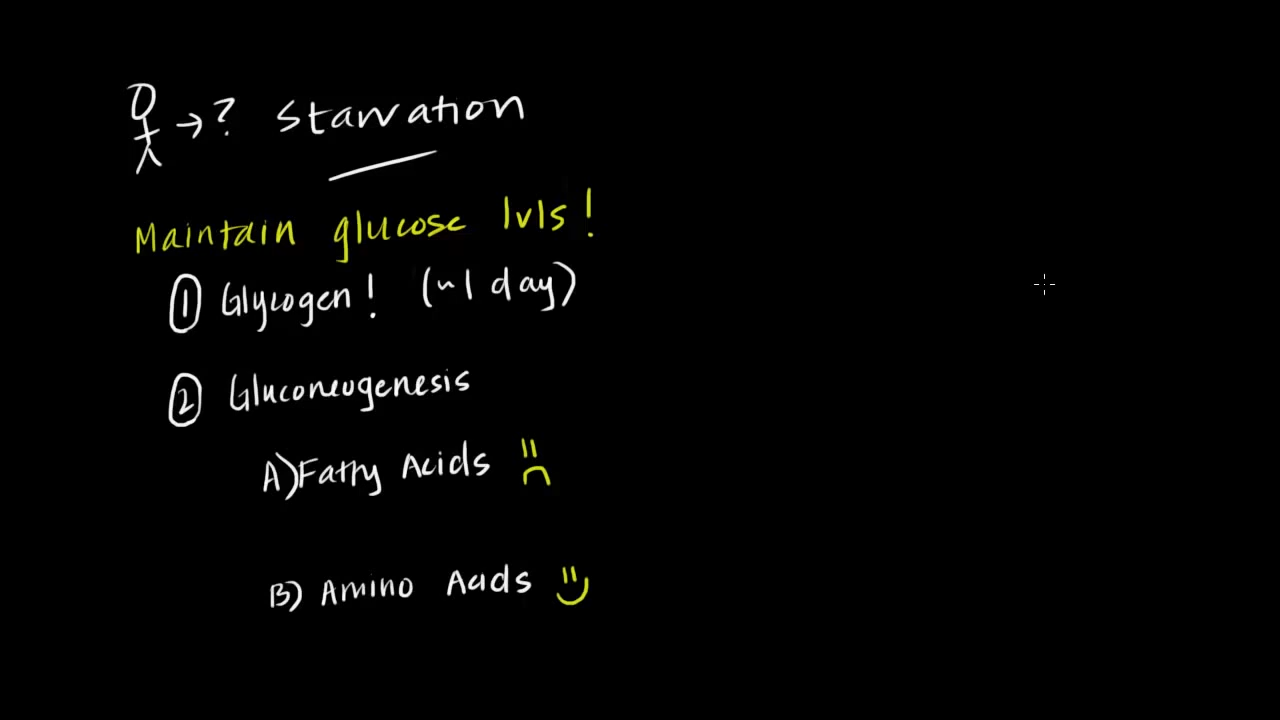 →? Starvation
Maintain glucose lvls!
① Glycogen! (~1 day)
② Gluconeogenesis
A) Fatty Acids
B) Amino Acids